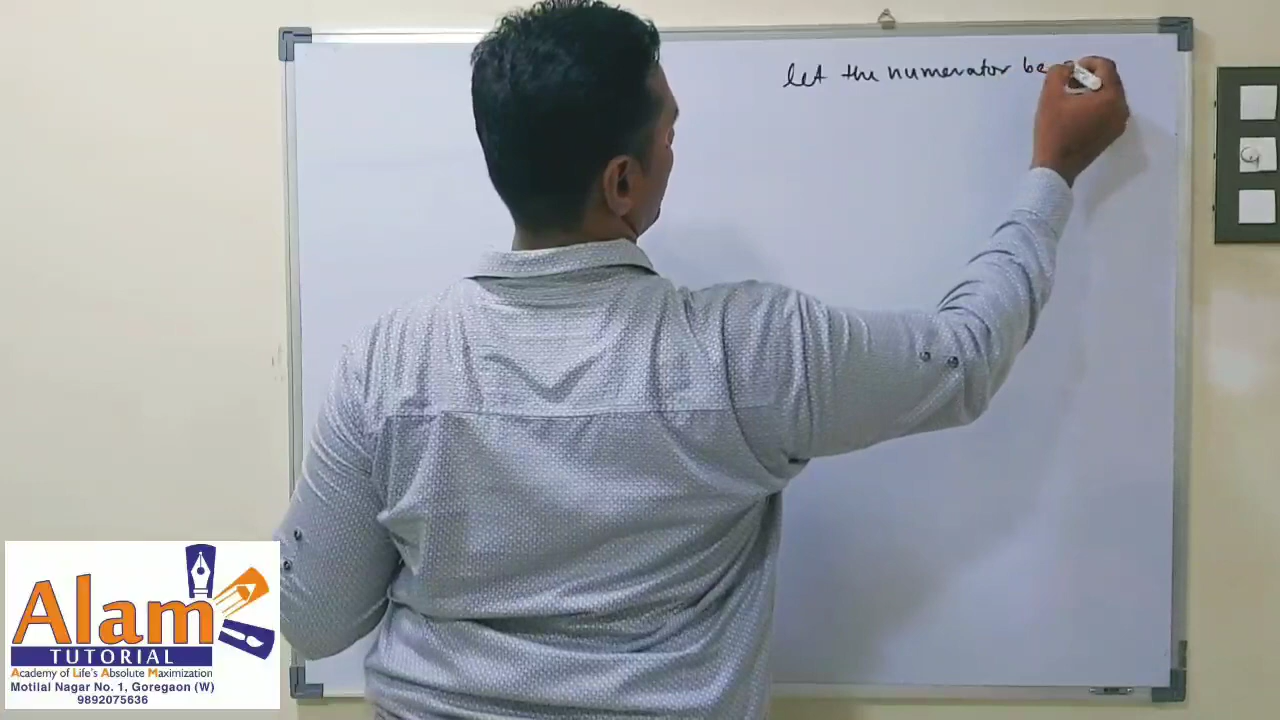 let the numerator be
Alam
TUTORIAL
Academy of Life's Absolute Maximization
Motilal Nagar No. 1, Goregaon (W)
9892075636